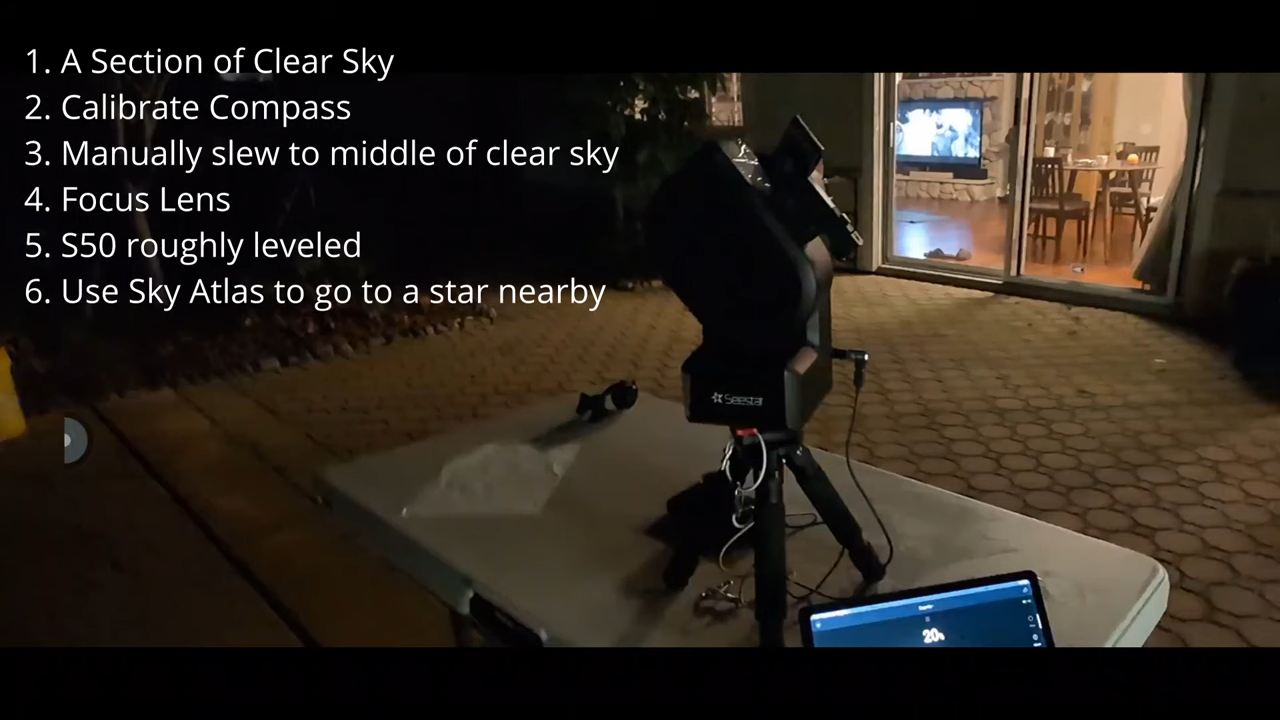 1. A Section of Clear Sky
2. Calibrate Compass
3. Manually slew to middle of clear sky
4. Focus Lens
5. S50 roughly leveled
6. Use Sky Atlas to go to a star nearby
Seestar
20%